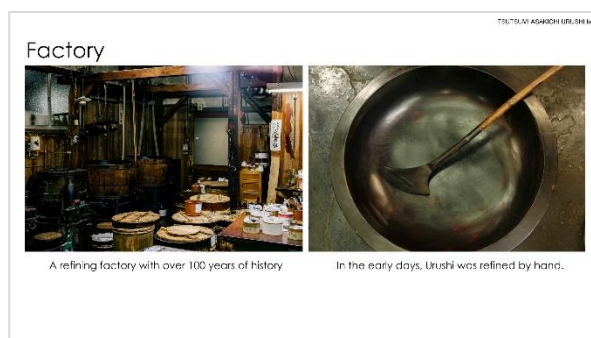 TSUTSUMI ASAKICHI URUSHI
Factory
A refining factory with over 100 years of history
In the early days, Urushi was refined by hand.